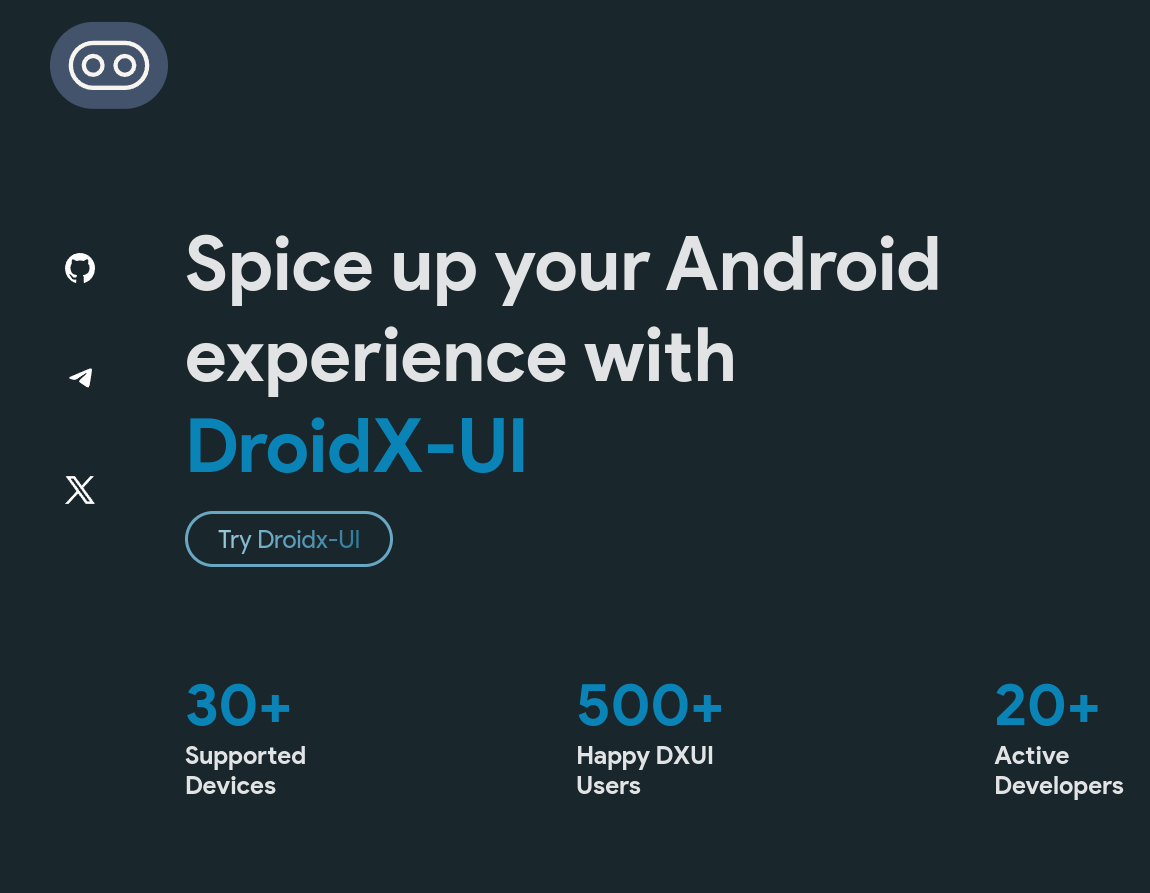 Spice up your Android
experience with
DroidX-UI
Try Droidx-UI
30+
Supported
Devices
500+
Happy DXUI
Users
20+
Active
Developers